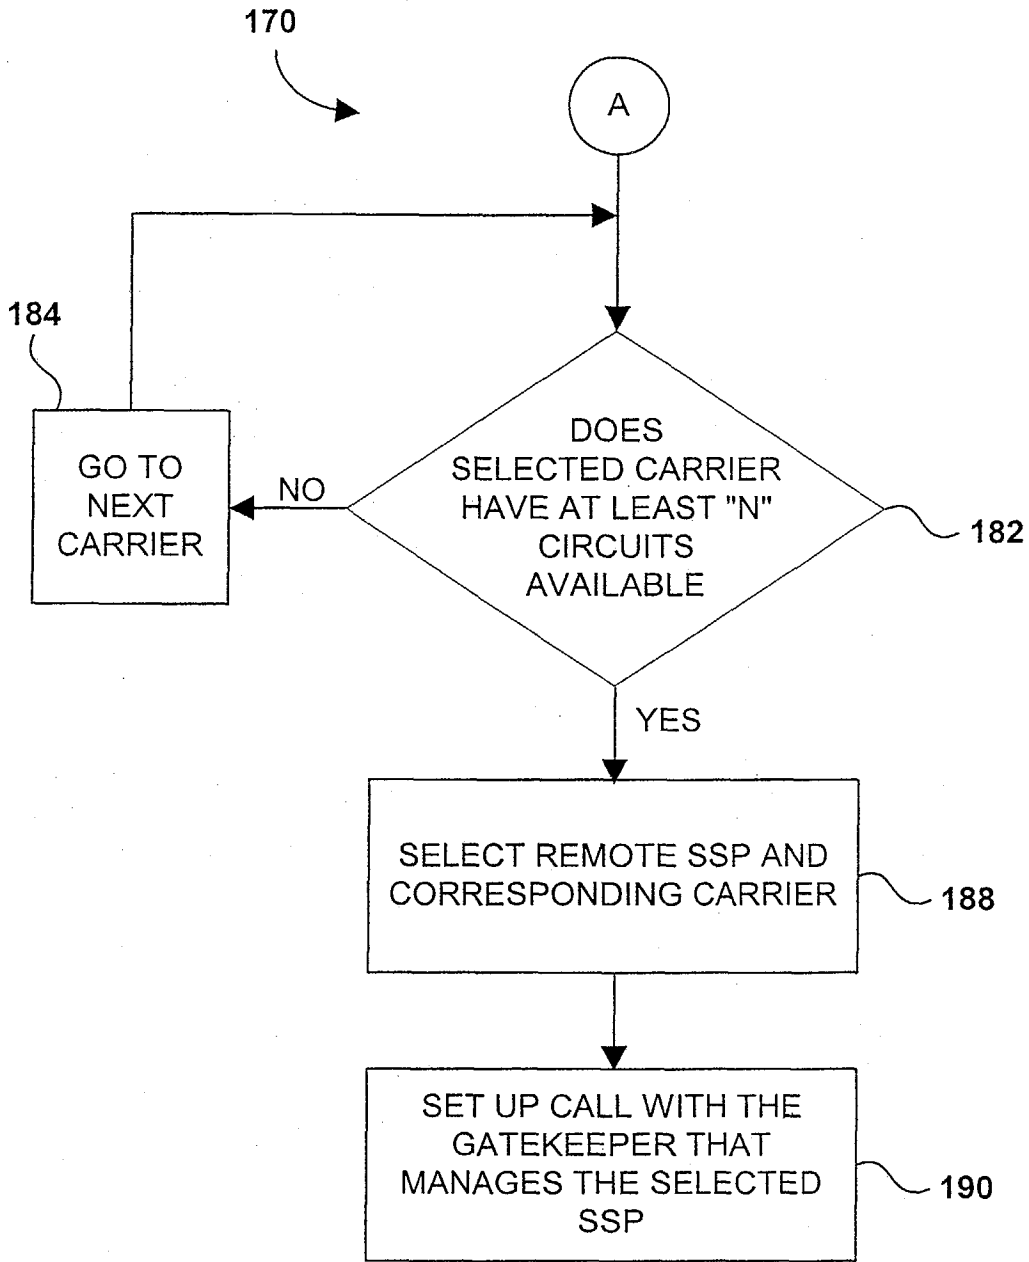 170
A
184
DOES
SELECTED CARRIER
HAVE AT LEAST "N"
CIRCUITS
AVAILABLE
182
GO TO
NEXT
CARRIER
NO
YES
SELECT REMOTE SSP AND
CORRESPONDING CARRIER
188
SET UP CALL WITH THE
GATEKEEPER THAT
MANAGES THE SELECTED
SSP
190